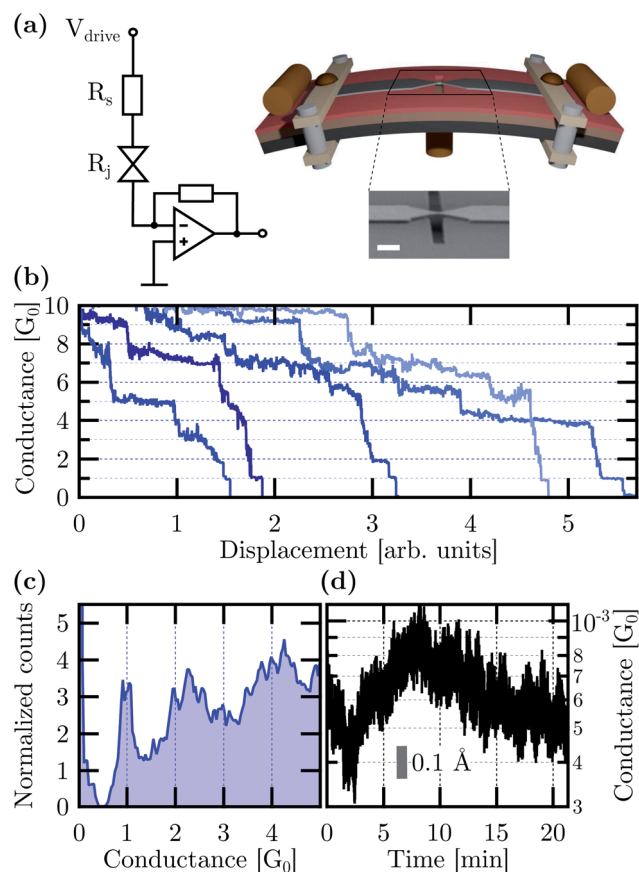 (a)
V_drive
R_s
R_j
−
+
(b)
Conductance [G_0]
10
8
6
4
2
0
0 1 2 3 4 5
Displacement [arb. units]
(c)
Normalized counts
5
4
3
2
1
0
0 1 2 3 4
Conductance [G_0]
(d)
10^-3
8
7
6
5
4
3
Conductance [G_0]
0.1 Å
0 5 10 15 20
Time [min]